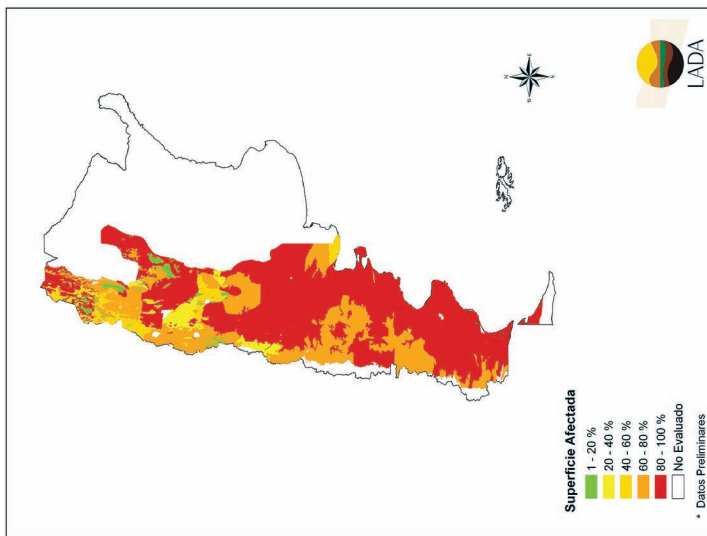 Superficie Afectada
1 - 20 %
20 - 40 %
40 - 60 %
60 - 80 %
80 - 100 %
No Evaluado
* Datos Preliminares
LADA